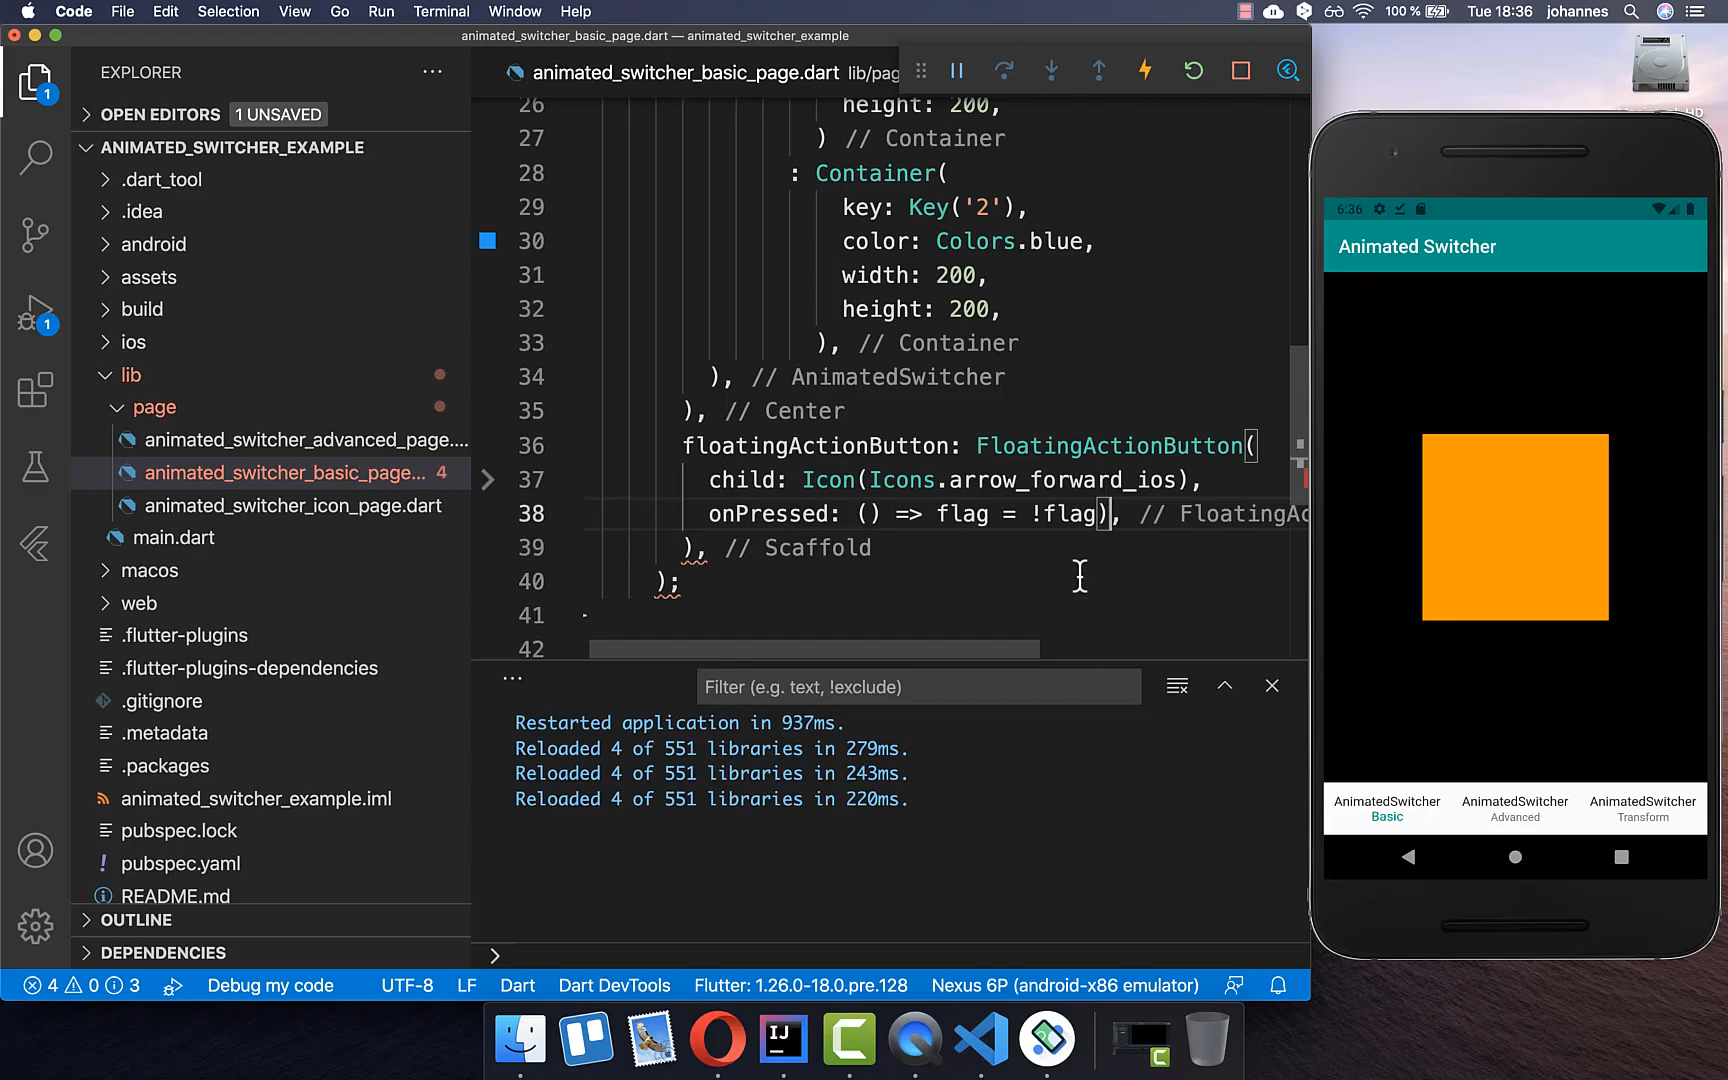 Code File Edit Selection View Go Run Terminal Window Help
100 % Tue 18:36 johannes
animated_switcher_basic_page.dart — animated_switcher_example
EXPLORER
OPEN EDITORS 1 UNSAVED
ANIMATED_SWITCHER_EXAMPLE
.dart_tool
.idea
android
assets
build
ios
lib
page
animated_switcher_advanced_page....
animated_switcher_basic_page... 4
animated_switcher_icon_page.dart
main.dart
macos
web
.flutter-plugins
.flutter-plugins-dependencies
.gitignore
.metadata
.packages
animated_switcher_example.iml
pubspec.lock
pubspec.yaml
README.md
OUTLINE
DEPENDENCIES
1
1
animated_switcher_basic_page.dart lib/pag
26 height: 200,
27 ) // Container
28 : Container(
29 key: Key('2'),
30 color: Colors.blue,
31 width: 200,
32 height: 200,
33 ), // Container
34 ), // AnimatedSwitcher
35 ), // Center
36 floatingActionButton: FloatingActionButton(
37 child: Icon(Icons.arrow_forward_ios),
38 onPressed: () => flag = !flag), // FloatingAc
39 ), // Scaffold
40 );
41
42
Filter (e.g. text, !exclude)
Restarted application in 937ms.
Reloaded 4 of 551 libraries in 279ms.
Reloaded 4 of 551 libraries in 243ms.
Reloaded 4 of 551 libraries in 220ms.
4 0 3 Debug my code UTF-8 LF Dart Dart DevTools Flutter: 1.26.0-18.0.pre.128 Nexus 6P (android-x86 emulator)
IJ
6:36
Animated Switcher
AnimatedSwitcher
Basic
AnimatedSwitcher
Advanced
AnimatedSwitcher
Transform